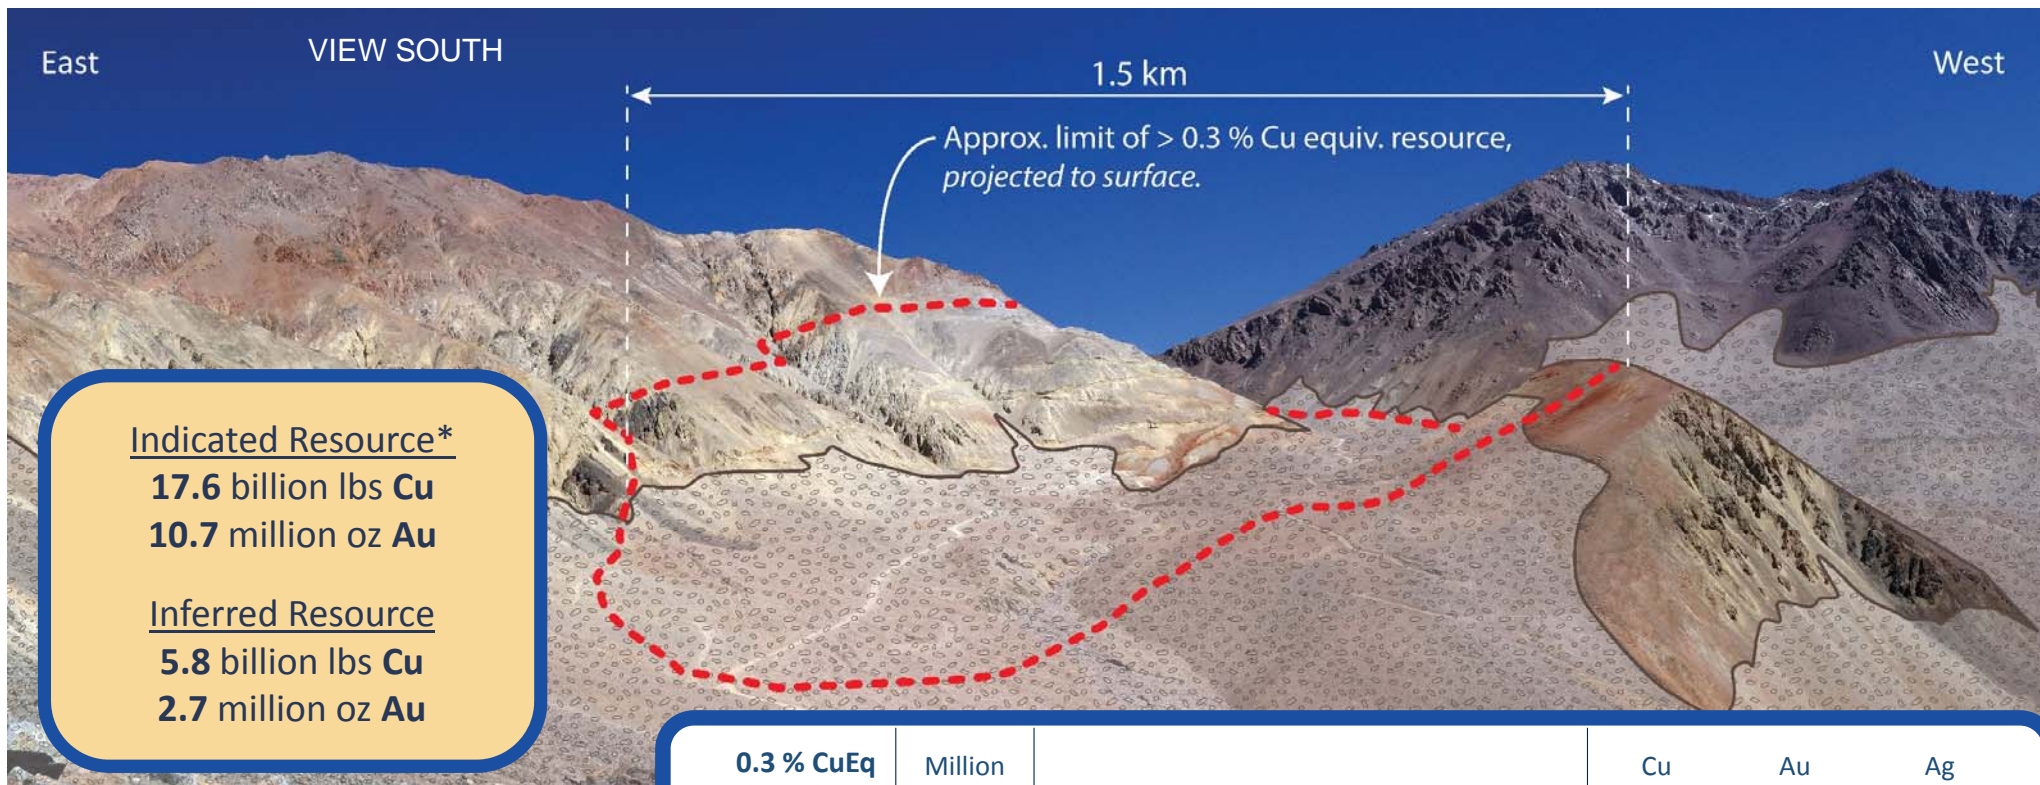 East
VIEW SOUTH
1.5 km
West
Approx. limit of > 0.3 % Cu equiv. resource,
projected to surface.
Indicated Resource*
17.6 billion lbs Cu
10.7 million oz Au
Inferred Resource
5.8 billion lbs Cu
2.7 million oz Au
0.3 % CuEq
Million
Cu
Au
Ag